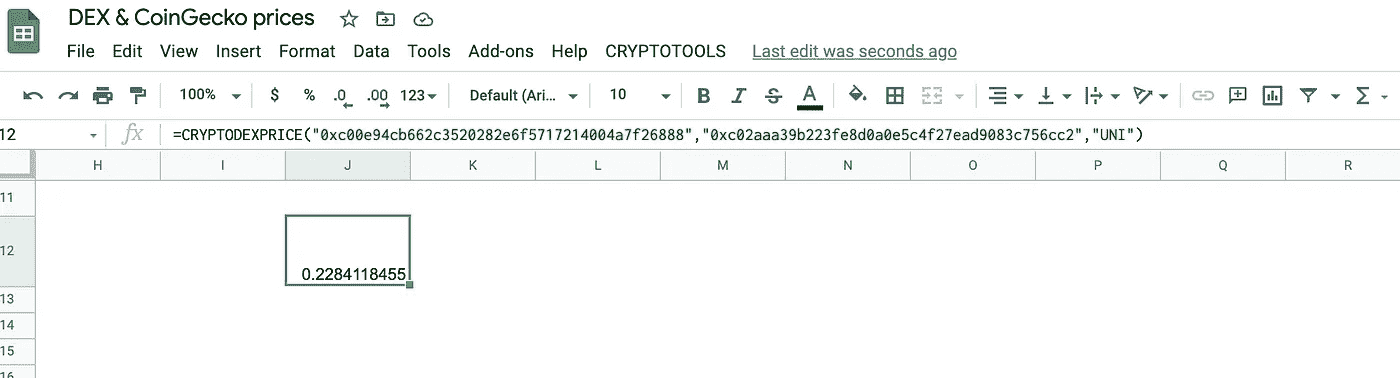 DEX & CoinGecko prices
File Edit View Insert Format Data Tools Add-ons Help CRYPTOTOOLS Last edit was seconds ago
100% $ % .0 .00 123 Default (Ari... 10 B I S A Σ
12 fx =CRYPTODEXPRICE("0xc00e94cb662c3520282e6f5717214004a7f26888","0xc02aaa39b223fe8d0a0e5c4f27ead9083c756cc2","UNI")
H I J K L M N O P Q R
11
12 0.2284118455
13
14
15
16